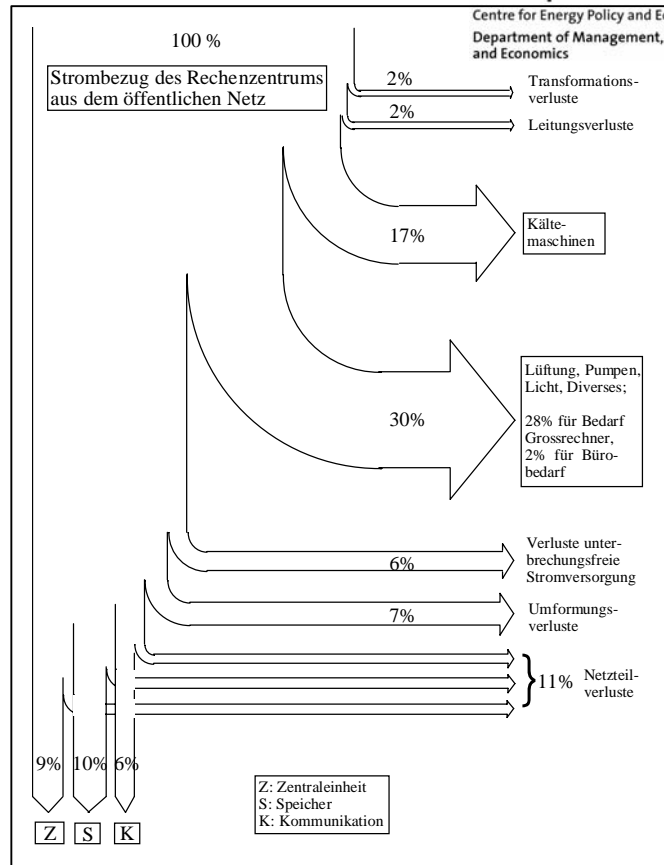 Centre for Energy Policy and E
Department of Management,
and Economics
100 %
Strombezug des Rechenzentrums
aus dem öffentlichen Netz
2%
Transformations-
verluste
2%
Leitungsverluste
17%
Kälte-
maschinen
30%
Lüftung, Pumpen,
Licht, Diverses;
28% für Bedarf
Grossrechner,
2% für Büro-
bedarf
6%
Verluste unter-
brechungsfreie
Stromversorgung
7%
Umformungs-
verluste
11%
Netzteil-
verluste
9%
10%
6%
Z: Zentraleinheit
S: Speicher
K: Kommunikation
Z
S
K